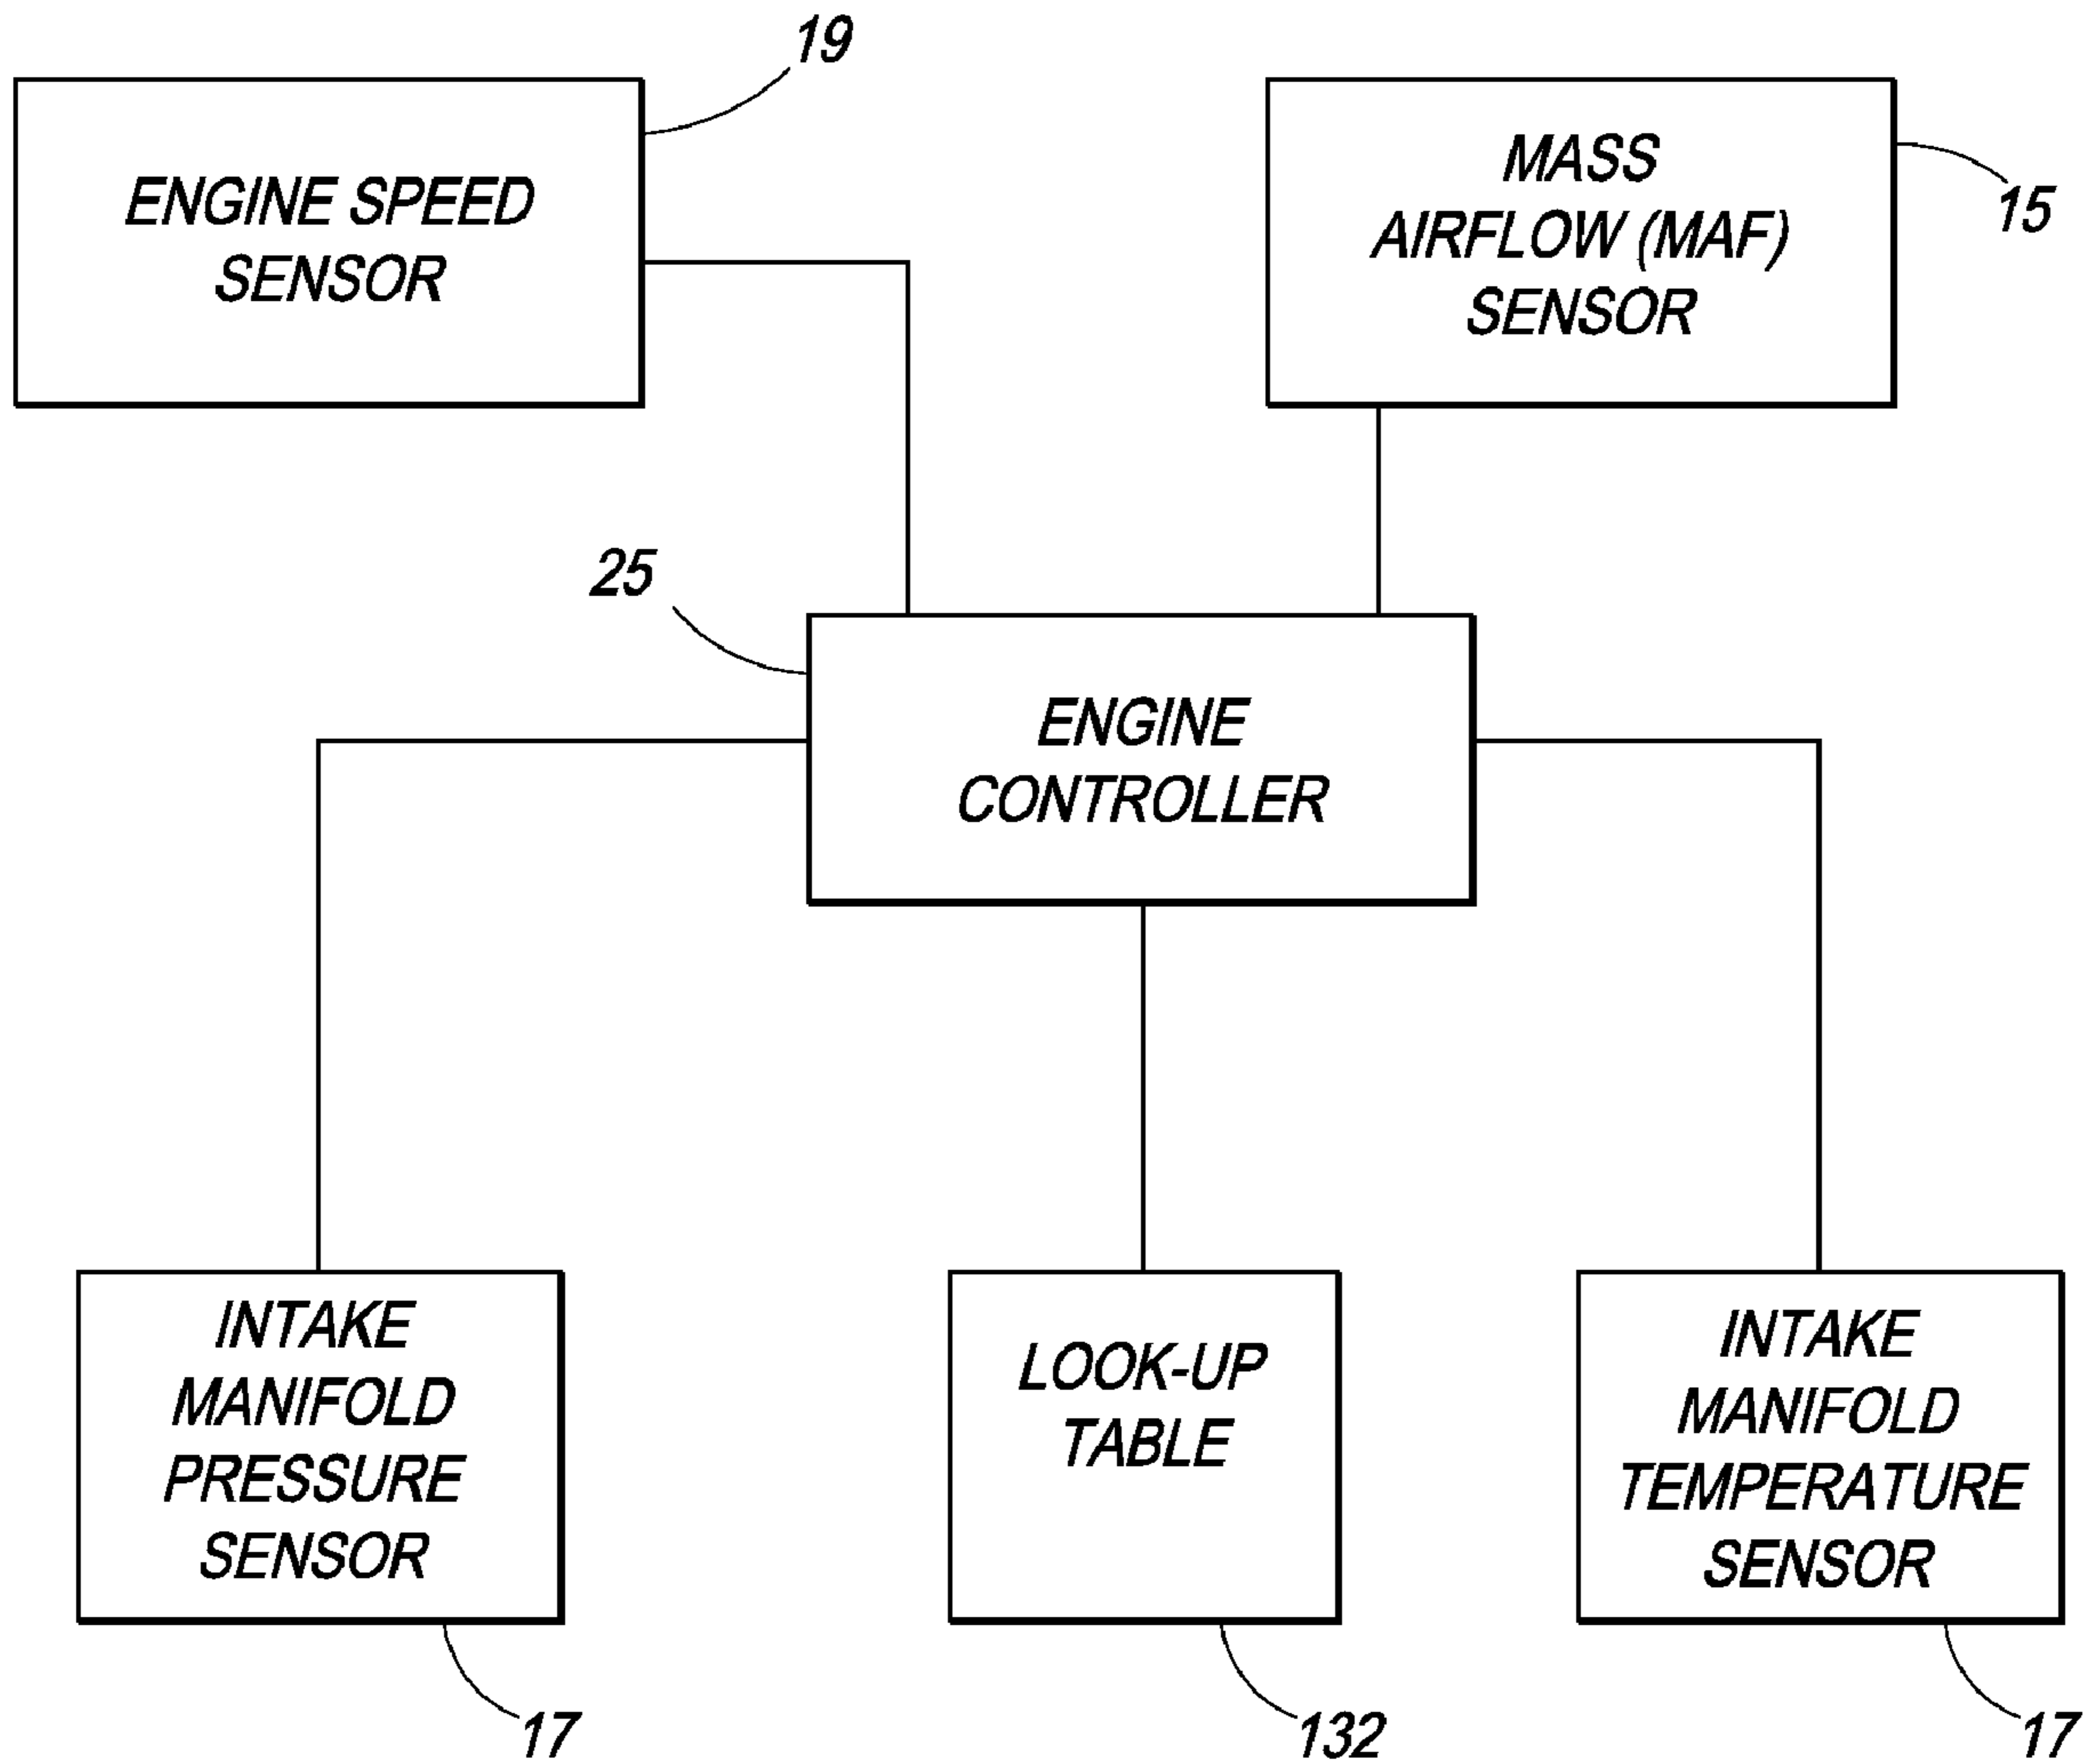 19
ENGINE SPEED
SENSOR
MASS
AIRFLOW (MAF)
SENSOR
15
25
ENGINE
CONTROLLER
INTAKE
MANIFOLD
PRESSURE
SENSOR
17
LOOK-UP
TABLE
132
INTAKE
MANIFOLD
TEMPERATURE
SENSOR
17